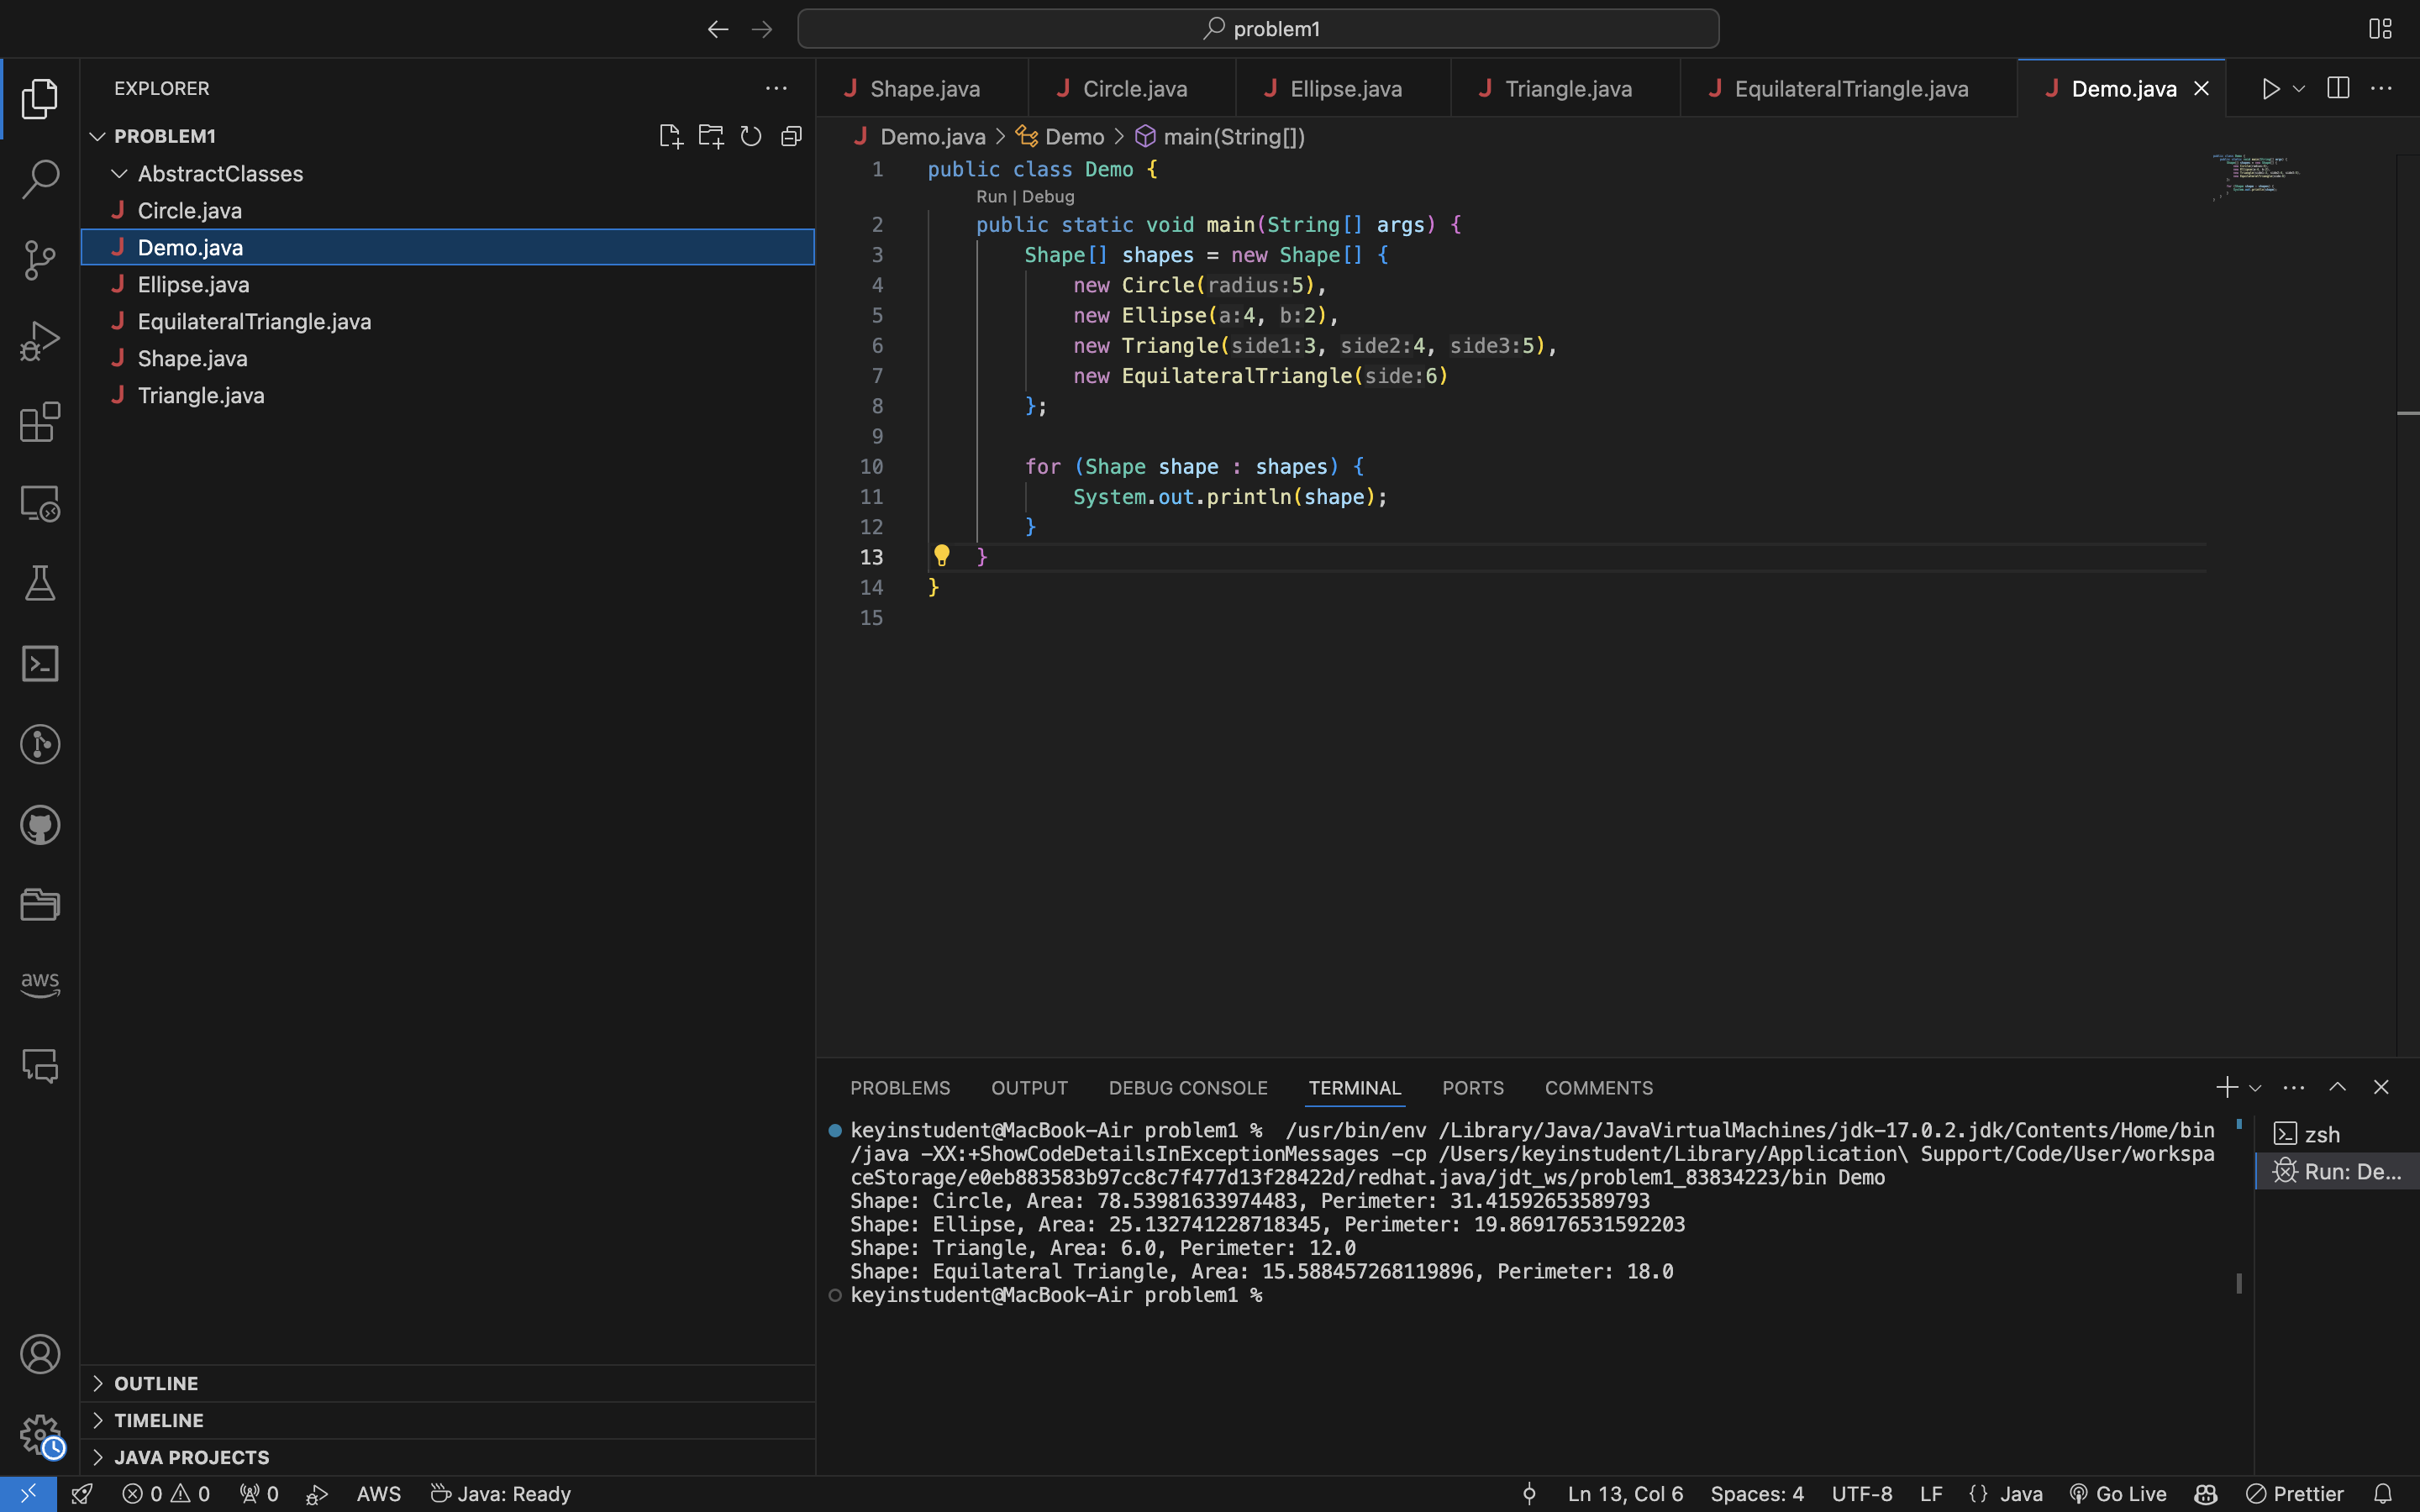 problem1
EXPLORER
PROBLEM1
AbstractClasses
Circle.java
Demo.java
Ellipse.java
EquilateralTriangle.java
Shape.java
Triangle.java
OUTLINE
TIMELINE
JAVA PROJECTS
aws
Shape.java Circle.java Ellipse.java Triangle.java EquilateralTriangle.java Demo.java
Demo.java > Demo > main(String[])
1 public class Demo {
Run | Debug
2 public static void main(String[] args) {
3 Shape[] shapes = new Shape[] {
4 new Circle(radius:5),
5 new Ellipse(a:4, b:2),
6 new Triangle(side1:3, side2:4, side3:5),
7 new EquilateralTriangle(side:6)
8 };
9
10 for (Shape shape : shapes) {
11 System.out.println(shape);
12 }
13 }
14 }
15
PROBLEMS OUTPUT DEBUG CONSOLE TERMINAL PORTS COMMENTS
keyinstudent@MacBook-Air problem1 % /usr/bin/env /Library/Java/JavaVirtualMachines/jdk-17.0.2.jdk/Contents/Home/bin
/java -XX:+ShowCodeDetailsInExceptionMessages -cp /Users/keyinstudent/Library/Application\ Support/Code/User/workspa
ceStorage/e0eb883583b97cc8c7f477d13f28422d/redhat.java/jdt_ws/problem1_83834223/bin Demo
Shape: Circle, Area: 78.53981633974483, Perimeter: 31.41592653589793
Shape: Ellipse, Area: 25.132741228718345, Perimeter: 19.869176531592203
Shape: Triangle, Area: 6.0, Perimeter: 12.0
Shape: Equilateral Triangle, Area: 15.588457268119896, Perimeter: 18.0
keyinstudent@MacBook-Air problem1 %
zsh
Run: De...
0 0 0 AWS Java: Ready Ln 13, Col 6 Spaces: 4 UTF-8 LF {} Java Go Live Prettier